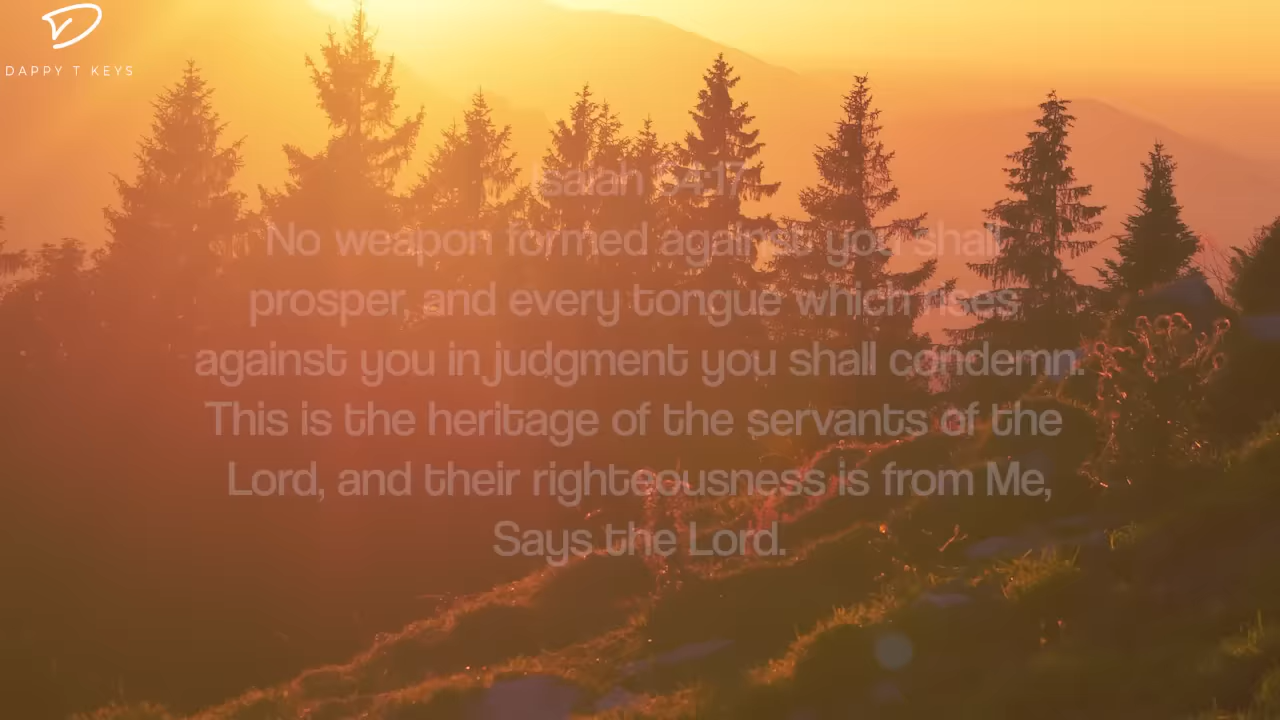 DAPPY T KEYS
Isaiah 54:17
No weapon formed against you shall
prosper, and every tongue which rises
against you in judgment you shall condemn.
This is the heritage of the servants of the
Lord, and their righteousness is from Me,
Says the Lord.